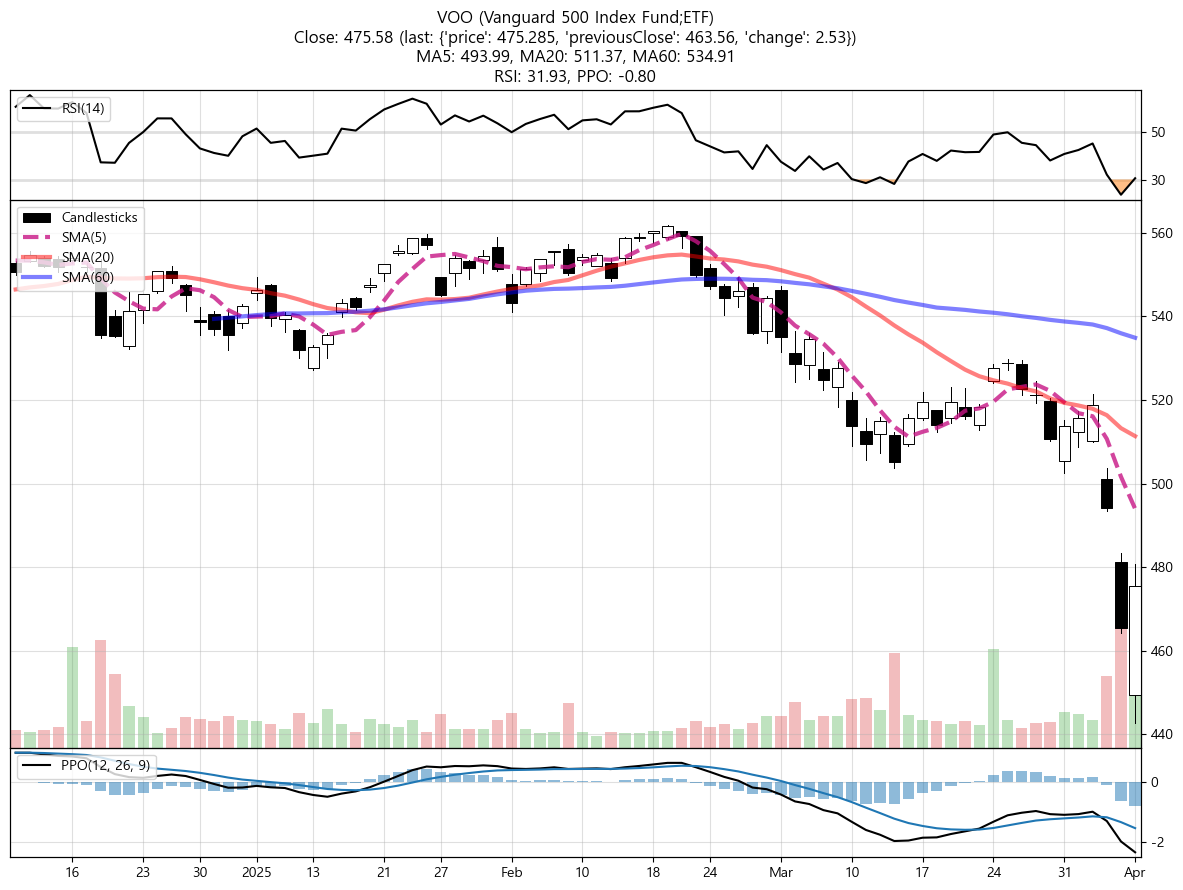 VOO (Vanguard 500 Index Fund;ETF)
Close: 475.58 (last: {'price': 475.285, 'previousClose': 463.56, 'change': 2.53})
MA5: 493.99, MA20: 511.37, MA60: 534.91
RSI: 31.93, PPO: -0.80
RSI(14)
50
30
Candlesticks
SMA(5)
SMA(20)
SMA(60)
560
540
520
500
480
460
440
PPO(12, 26, 9)
0
-2
16 23 30 2025 13 21 27 Feb 10 18 24 Mar 10 17 24 31 Apr